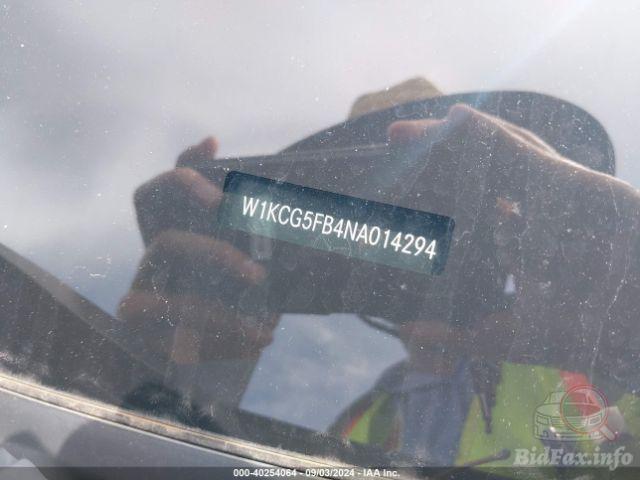 W1KCG5FB4NA014294
BidFax.info
000-40254064 - 09/03/2024 - IAA Inc.